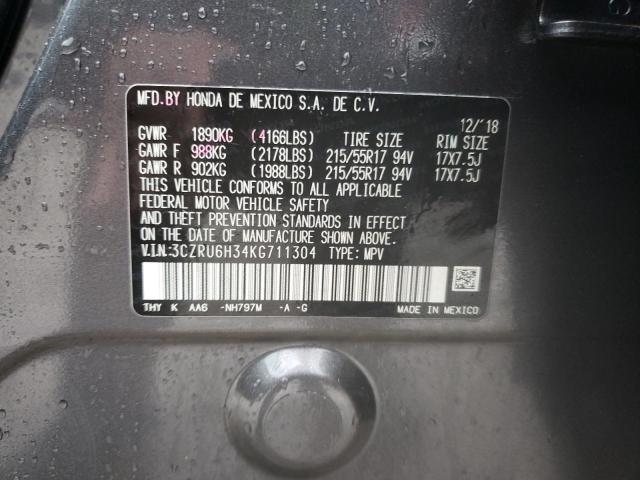 MFD.BY HONDA DE MEXICO S.A. DE C.V.
12/'18
GVWR 1890KG (4166LBS) TIRE SIZE RIM SIZE
GAWR F 988KG (2178LBS) 215/55R17 94V 17X7.5J
GAWR R 902KG (1988LBS) 215/55R17 94V 17X7.5J
THIS VEHICLE CONFORMS TO ALL APPLICABLE
FEDERAL MOTOR VEHICLE SAFETY
AND THEFT PREVENTION STANDARDS IN EFFECT
ON THE DATE OF MANUFACTURE SHOWN ABOVE.
V.I.N:3CZRU6H34KG711304 TYPE: MPV
THY K AA6 -NH797M -A -G MADE IN MEXICO